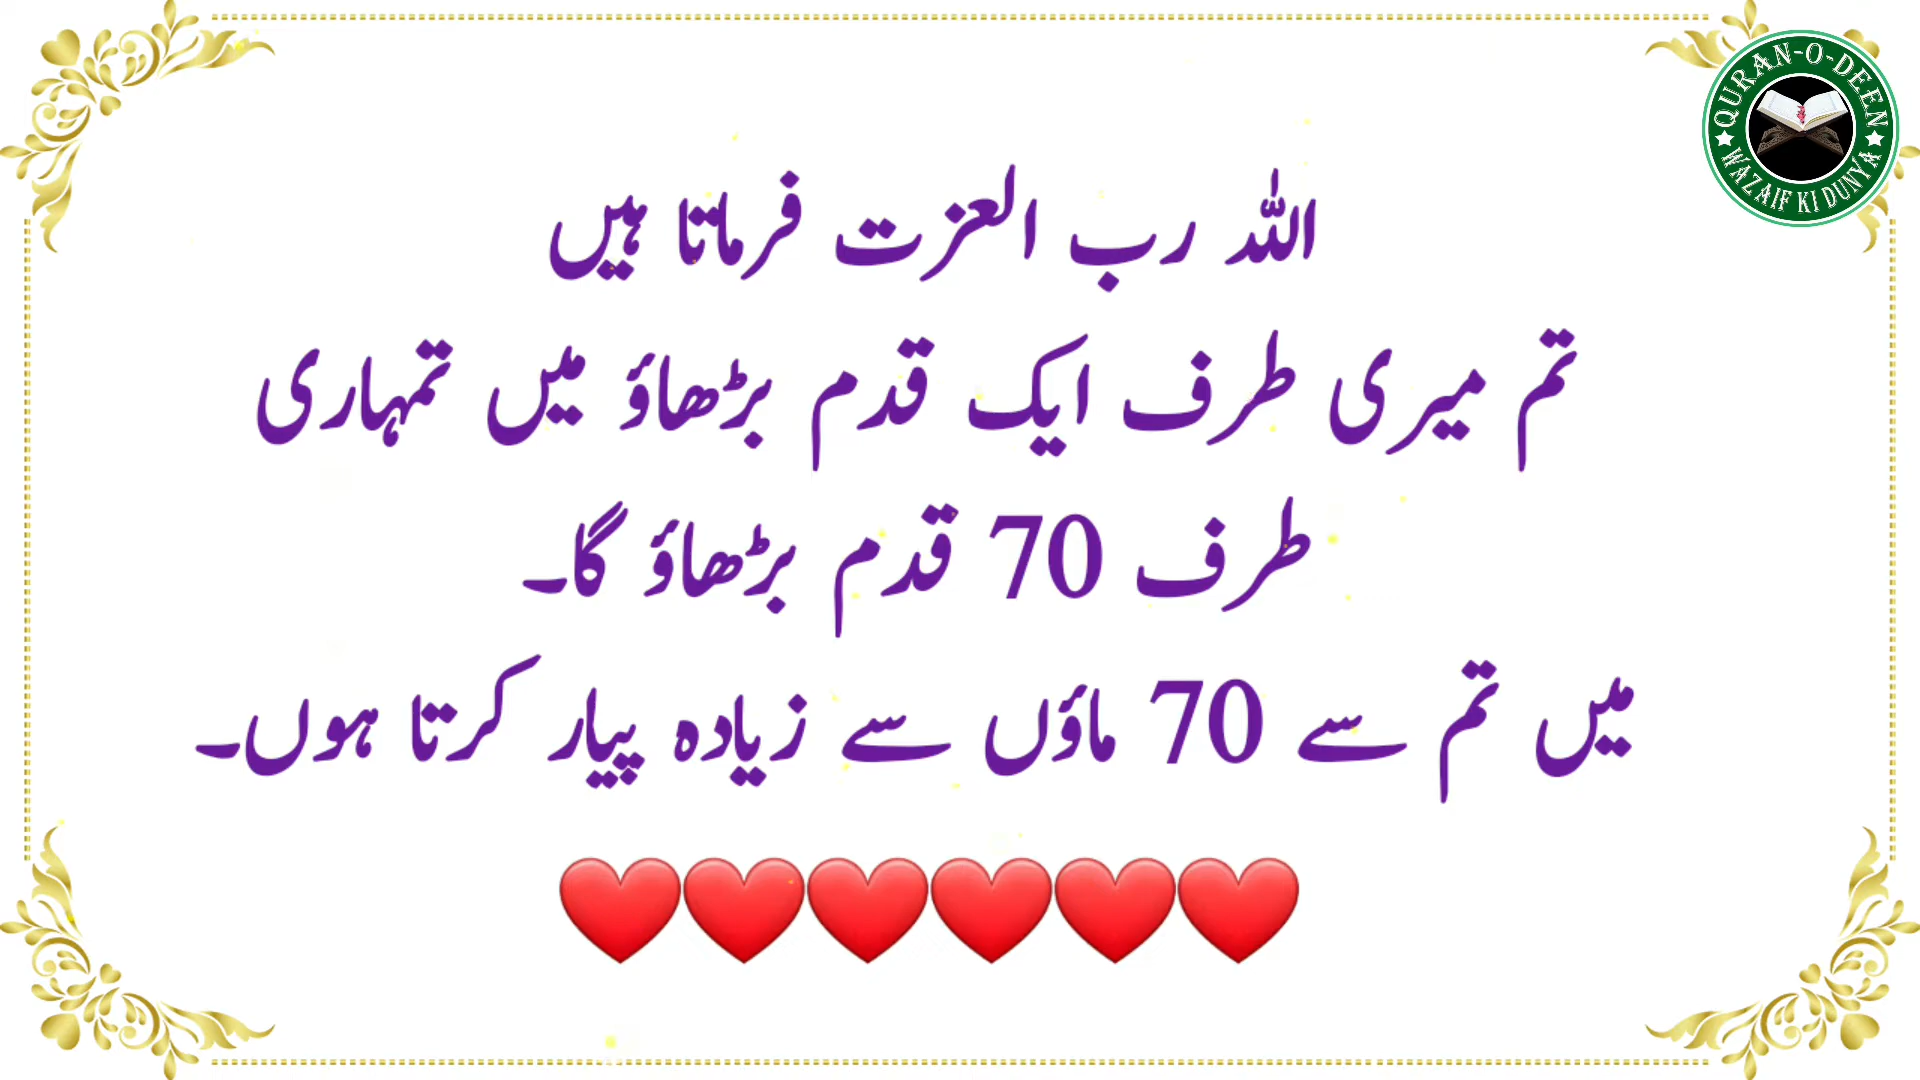 QURAN-O-DEEN
WAZAIF KI DUNYA
اللہ رب العزت فرماتا ہیں
تم میری طرف ایک قدم بڑھاؤ میں تمہاری
طرف 70 قدم بڑھاؤ گا۔
میں تم سے 70 ماؤں سے زیادہ پیار کرتا ہوں۔